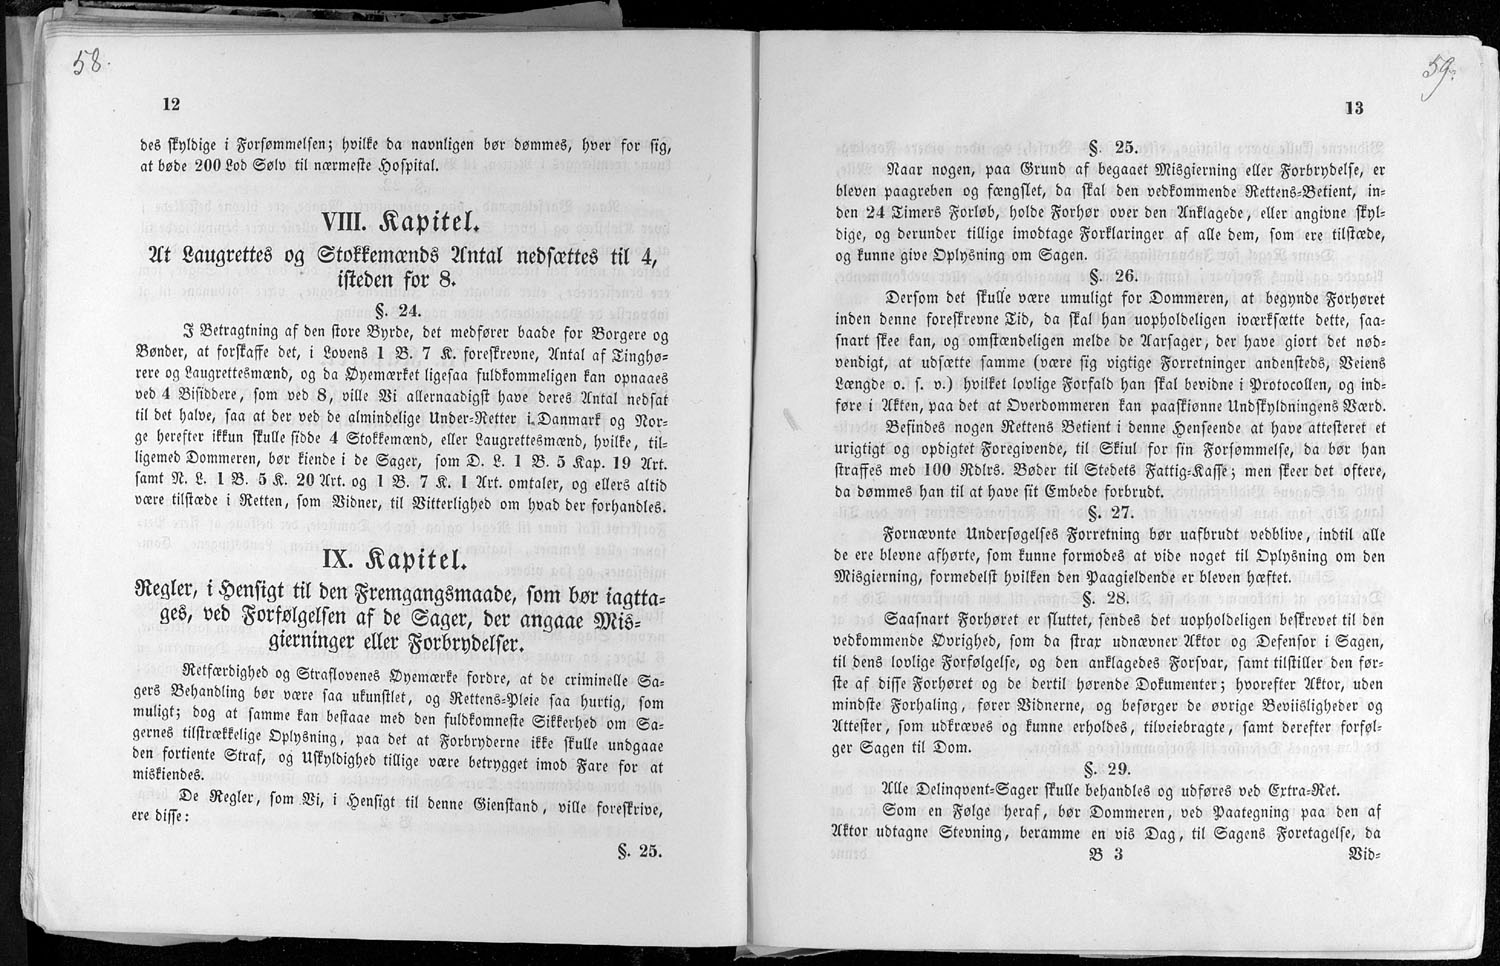 58.
12
des skyldige i Forsømmelsen; hvilke da navnligen bør dømmes, hver for sig,
at bøde 200 Lod Sølv til nærmeste Hospital.
VIII. Kapitel.
At Laugrettes og Stokkemænds Antal nedsættes til 4,
isteden for 8.
§. 24.
I Betragtning af den store Byrde, det medfører baade for Borgere og
Bønder, at forskaffe det, i Lovens 1 B. 7 K. foreskrevne, Antal af Tinghø-
rere og Laugrettesmænd, og da Øyemærket ligesaa fuldkommeligen kan opnaaes
ved 4 Bisiddere, som ved 8, ville Vi allernaadigst have deres Antal nedsat
til det halve, saa at der ved de almindelige Under-Retter i Danmark og Nor-
ge herefter ikkun skulle sidde 4 Stokkemænd, eller Laugrettesmænd, hvilke, til-
ligemed Dommeren, bør kiende i de Sager, som D. L. 1 B. 5 Kap. 19 Art.
samt N. L. 1 B. 5 K. 20 Art. og 1 B. 7 K. 1 Art. omtaler, og ellers altid
være tilstæde i Retten, som Vidner, til Vitterlighed om hvad der forhandles.
IX. Kapitel.
Regler, i Hensigt til den Fremgangsmaade, som bør iagtta-
ges, ved Forfølgelsen af de Sager, der angaae Mis-
gierninger eller Forbrydelser.
Retfærdighed og Straflovenes Øyemærke fordre, at de criminelle Sa-
gers Behandling bør være saa ukunstlet, og Rettens-Pleie saa hurtig, som
muligt; dog at samme kan bestaae med den fuldkomneste Sikkerhed om Sa-
gernes tilstrækkelige Oplysning, paa det at Forbryderne ikke skulle undgaae
den fortiente Straf, og Uskyldighed tillige være betrygget imod Fare for at
miskiendes.
De Regler, som Vi, i Hensigt til denne Gienstand, ville foreskrive,
ere disse:
§. 25.
59.
13
§. 25.
Naar nogen, paa Grund af begaaet Misgierning eller Forbrydelse, er
bleven paagreben og fængslet, da skal den vedkommende Rettens-Betient, in-
den 24 Timers Forløb, holde Forhør over den Anklagede, eller angivne skyl-
dige, og derunder tillige imodtage Forklaringer af alle dem, som ere tilstæde,
og kunne give Oplysning om Sagen.
§. 26.
Dersom det skulle være umuligt for Dommeren, at begynde Forhøret
inden denne foreskrevne Tid, da skal han uopholdeligen iværksætte dette, saa-
snart skee kan, og omstændeligen melde de Aarsager, der have giort det nød-
vendigt, at udsætte samme (være sig vigtige Forretninger andensteds, Veiens
Længde o. s. v.) hvilket lovlige Forfald han skal bevidne i Protocollen, og ind-
føre i Akten, paa det at Overdommeren kan paaskiønne Undskyldningens Værd.
Befindes nogen Rettens Betient i denne Henseende at have attesteret et
urigtigt og opdigtet Foregivende, til Skiul for sin Forsømmelse, da bør han
straffes med 100 Rdlrs. Bøder til Stedets Fattig-Kasse; men skeer det oftere,
da dømmes han til at have sit Embede forbrudt.
§. 27.
Fornævnte Undersøgelses Forretning bør uafbrudt vedblive, indtil alle
de ere blevne afhørte, som kunne formodes at vide noget til Oplysning om den
Misgierning, formedelst hvilken den Paagieldende er bleven hæftet.
§. 28.
Saasnart Forhøret er sluttet, sendes det uopholdeligen beskrevet til den
vedkommende Øvrighed, som da strax udnævner Aktor og Defensor i Sagen,
til dens lovlige Forfølgelse, og den anklagedes Forsvar, samt tilstiller den før-
ste af disse Forhøret og de dertil hørende Dokumenter; hvorefter Aktor, uden
mindste Forhaling, fører Vidnerne, og besørger de øvrige Beviisligheder og
Attester, som udkræves og kunne erholdes, tilveiebragte, samt derefter forføl-
ger Sagen til Dom.
§. 29.
Alle Delinqvent-Sager skulle behandles og udføres ved Extra-Ret.
Som en Følge heraf, bør Dommeren, ved Paategning paa den af
Aktor udtagne Stevning, beramme en vis Dag, til Sagens Foretagelse, da
B 3
Vid-